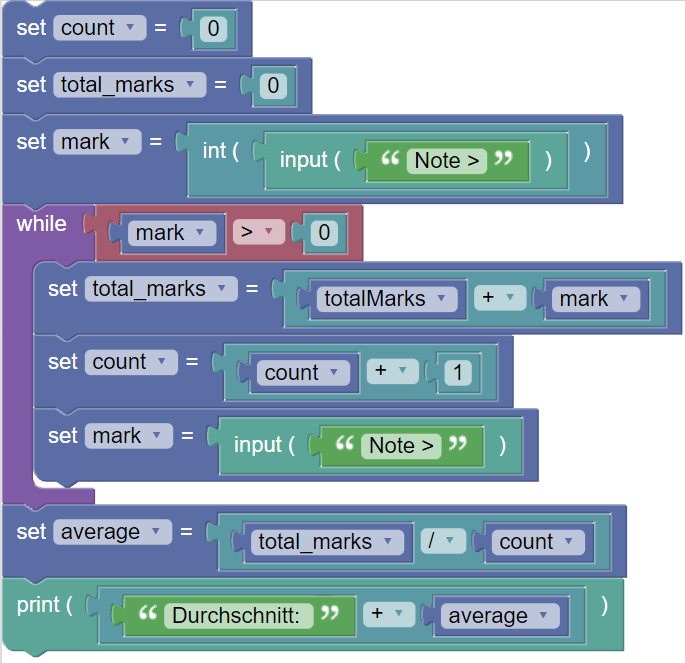 set count = 0
set total_marks = 0
set mark = int ( input ( “ Note > ” ) )
while mark > 0
set total_marks = totalMarks + mark
set count = count + 1
set mark = input ( “ Note > ” )
set average = total_marks / count
print ( “ Durchschnitt: ” + average )